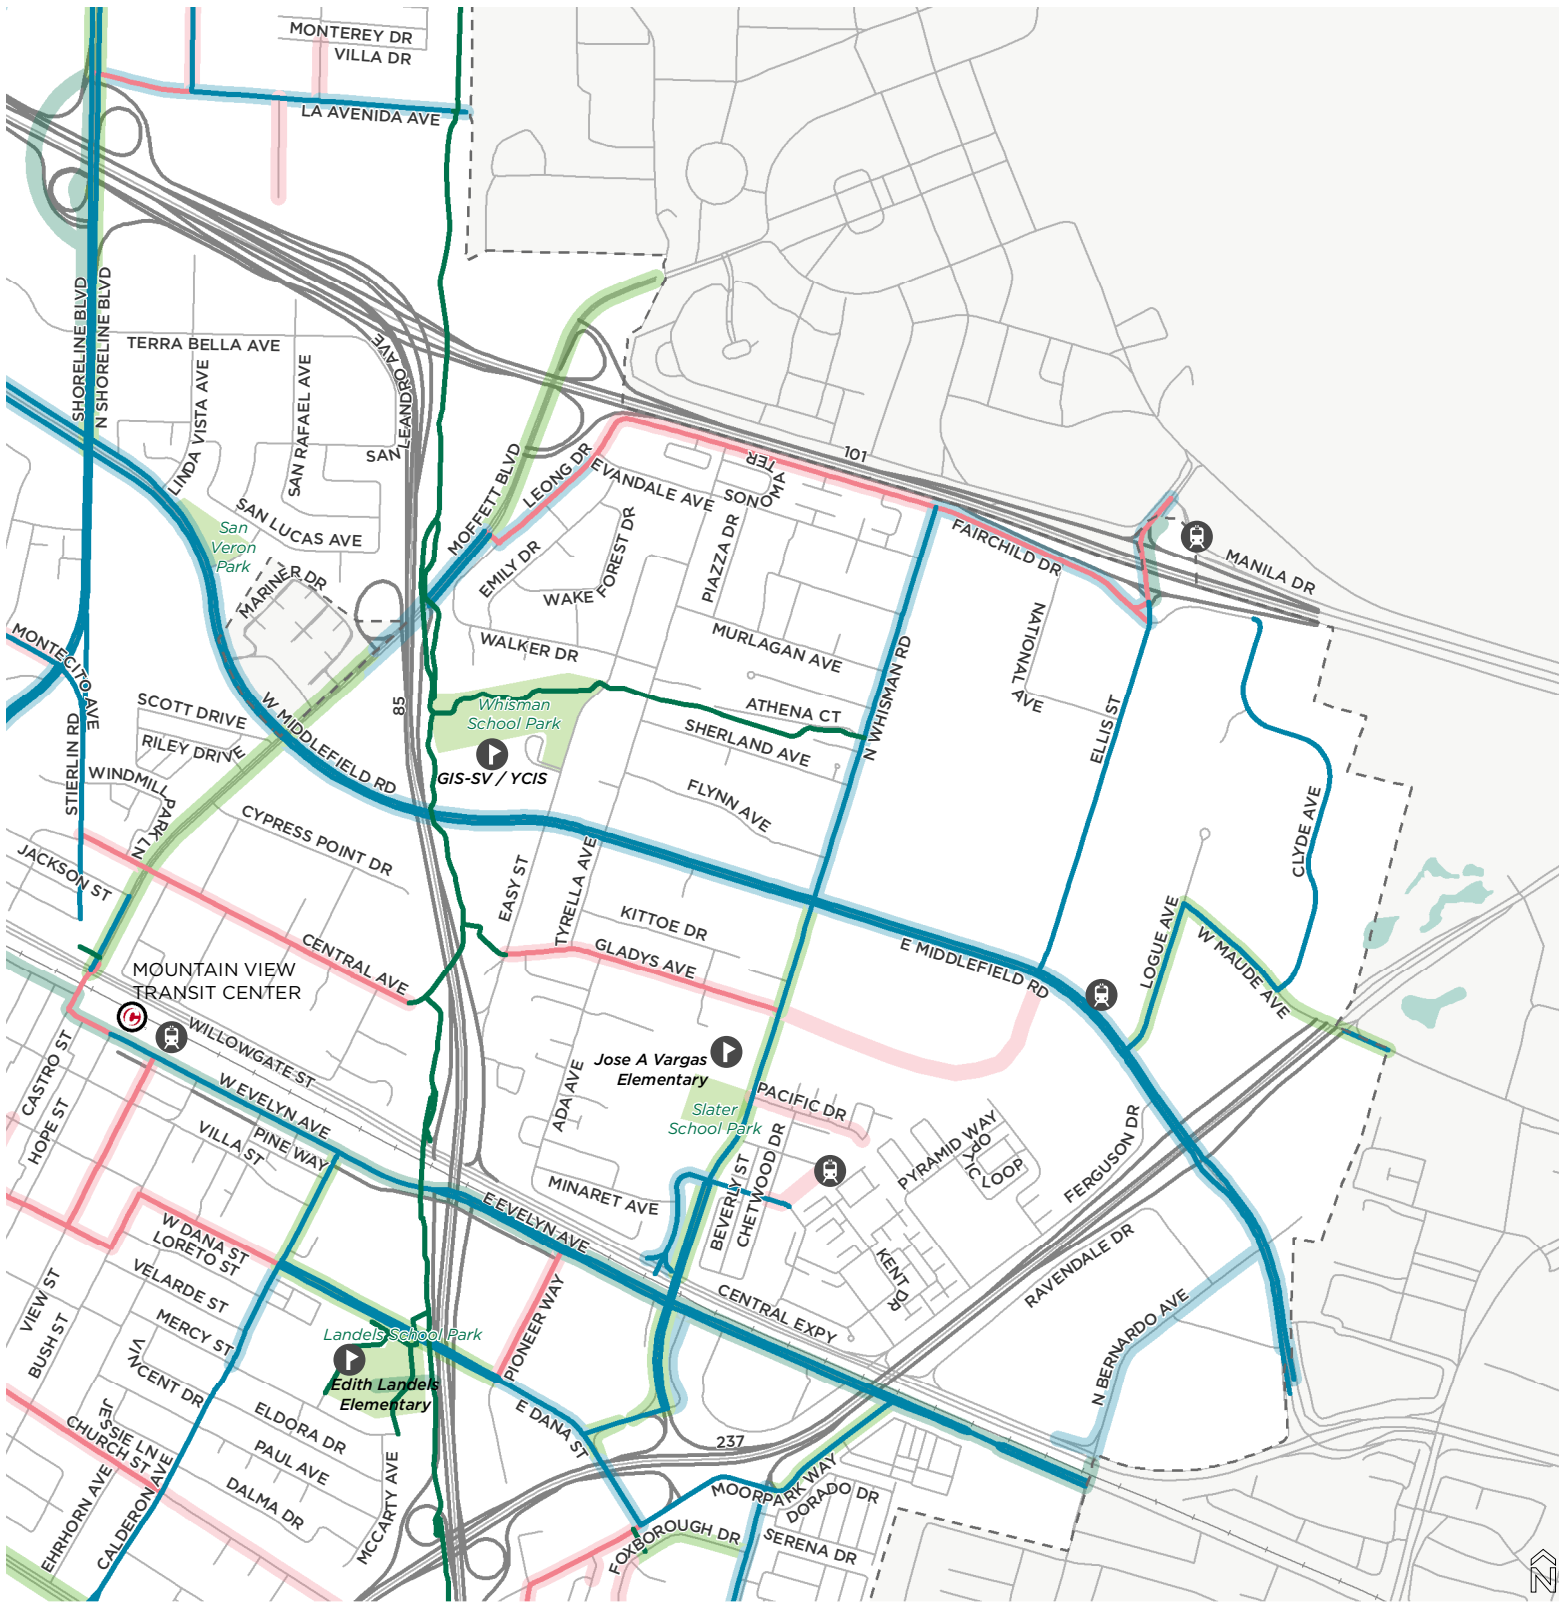 MONTEREY DR
VILLA DR
LA AVENIDA AVE
SHORELINE BLVD
N SHORELINE BLVD
TERRA BELLA AVE
LINDA VISTA AVE
SAN RAFAEL AVE
SAN LEANDRO AVE
SAN LUCAS AVE
San
Veron
Park
MARINER DR
MOFFETT BLVD
LEONG DR
EVANDALE AVE
EMILY DR
WAKE FOREST DR
PIAZZA DR
SONOMA TER
101
FAIRCHILD DR
MANILA DR
WALKER DR
MURLAGAN AVE
ATHENA CT
SHERLAND AVE
FLYNN AVE
N WHISMAN RD
NATIONAL AVE
ELLIS ST
CLYDE AVE
MONTECITO AVE
STIERLIN RD
SCOTT DRIVE
RILEY DRIVE
WINDMILL PARK LN
W MIDDLEFIELD RD
85
Whisman
School Park
GIS-SV / YCIS
JACKSON ST
CYPRESS POINT DR
CENTRAL AVE
EASY ST
TYRELLA AVE
KITTOE DR
GLADYS AVE
E MIDDLEFIELD RD
LOGUE AVE
W MAUDE AVE
MOUNTAIN VIEW
TRANSIT CENTER
WILLOWGATE ST
CASTRO ST
HOPE ST
W EVELYN AVE
VILLA ST
PINE WAY
ADA AVE
Jose A Vargas
Elementary
Slater
School Park
PACIFIC DR
CHETWOOD DR
BEVERLY ST
MINARET AVE
PYRAMID WAY
OPTIC LOOP
FERGUSON DR
KENT DR
RAVENDALE DR
N BERNARDO AVE
E EVELYN AVE
CENTRAL EXPY
W DANA ST
LORETO ST
VELARDE ST
MERCY ST
VIEW ST
BUSH ST
VINCENT DR
Landels School Park
Edith Landels
Elementary
PIONEER WAY
E DANA ST
237
ELDORA DR
PAUL AVE
DALMA DR
JESSIE LN
CHURCH ST
EHRHORN AVE
CALDERON AVE
MCCARTY AVE
MOORPARK WAY
DORADO DR
FOXBOROUGH DR
SERENA DR
N